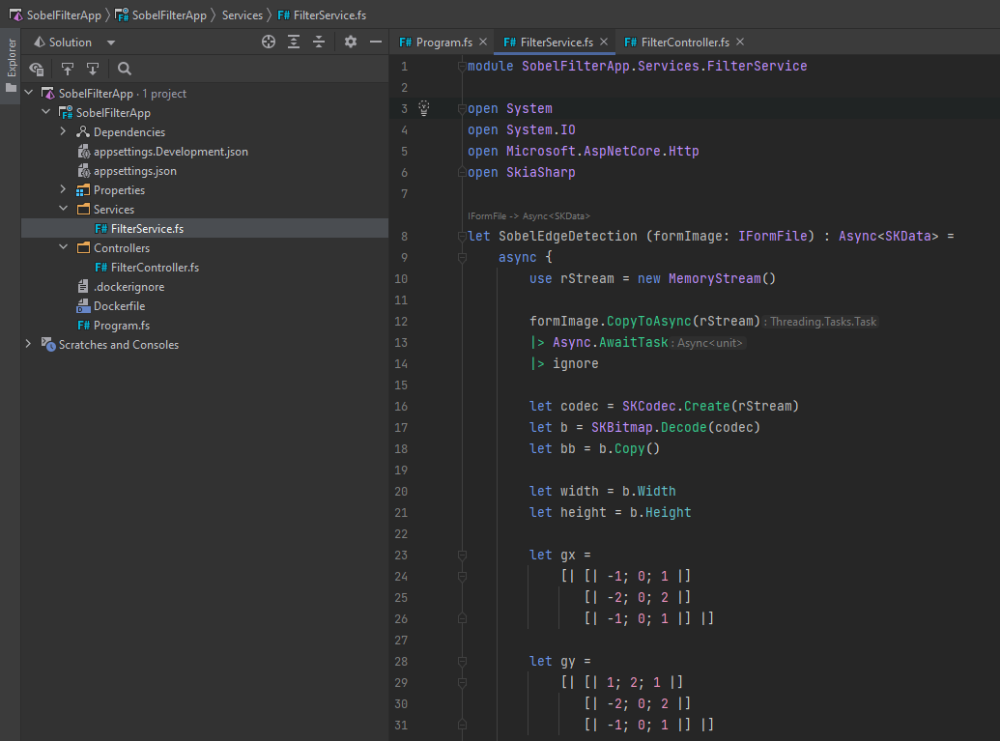 SobelFilterApp SobelFilterApp Services F# FilterService.fs
Explorer
Solution
SobelFilterApp · 1 project
SobelFilterApp
Dependencies
appsettings.Development.json
appsettings.json
Properties
Services
F# FilterService.fs
Controllers
F# FilterController.fs
.dockerignore
Dockerfile
F# Program.fs
Scratches and Consoles
F# Program.fs F# FilterService.fs F# FilterController.fs
1 module SobelFilterApp.Services.FilterService
2
3 open System
4 open System.IO
5 open Microsoft.AspNetCore.Http
6 open SkiaSharp
7
IFormFile -> Async<SKData>
8 let SobelEdgeDetection (formImage: IFormFile) : Async<SKData> =
9 async {
10 use rStream = new MemoryStream()
11
12 formImage.CopyToAsync(rStream) : Threading.Tasks.Task
13 |> Async.AwaitTask : Async<unit>
14 |> ignore
15
16 let codec = SKCodec.Create(rStream)
17 let b = SKBitmap.Decode(codec)
18 let bb = b.Copy()
19
20 let width = b.Width
21 let height = b.Height
22
23 let gx =
24 [| [| -1; 0; 1 |]
25 [| -2; 0; 2 |]
26 [| -1; 0; 1 |] |]
27
28 let gy =
29 [| [| 1; 2; 1 |]
30 [| -2; 0; 2 |]
31 [| -1; 0; 1 |] |]